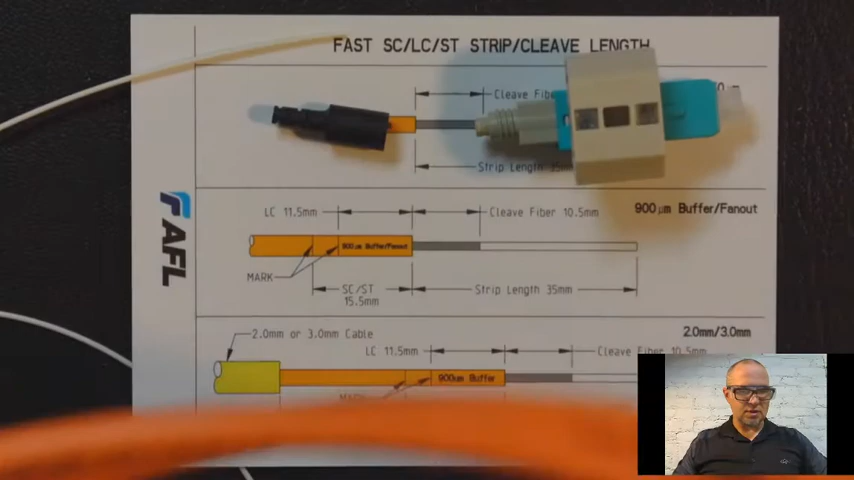 FAST SC/LC/ST STRIP/CLEAVE LENGTH
Cleave
Strip Length 35mm
LC 11.5mm
Cleave Fiber 10.5mm
900μm Buffer/Fanout
900μm Buffer/Fanout
MARK
SC/ST
15.5mm
Strip Length 35mm
AFL
2.0mm or 3.0mm Cable
2.0mm/3.0mm
LC 11.5mm
Cleave Fiber 10.5mm
900μm Buffer
MARK